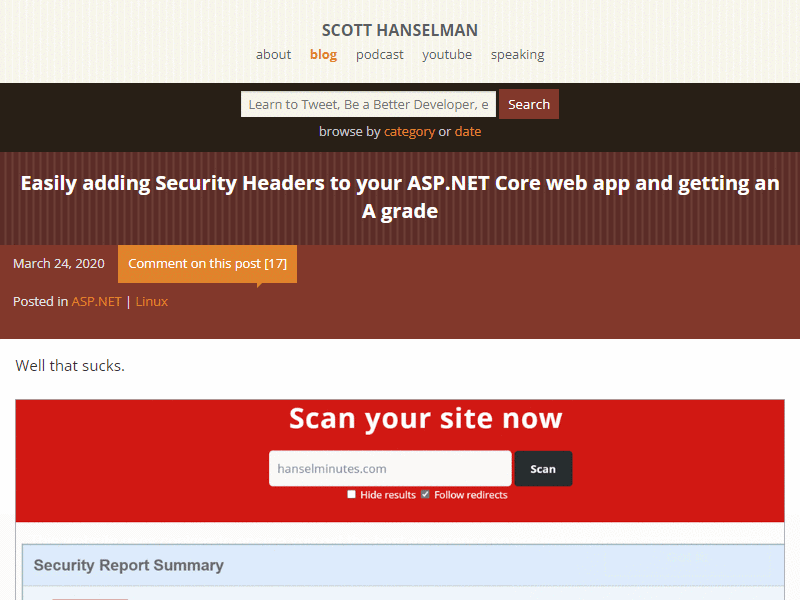 SCOTT HANSELMAN
about blog podcast youtube speaking
Learn to Tweet, Be a Better Developer, e
Search
browse by category or date
Easily adding Security Headers to your ASP.NET Core web app and getting an
A grade
March 24, 2020
Comment on this post [17]
Posted in ASP.NET | Linux
Well that sucks.
Scan your site now
hanselminutes.com
Scan
Hide results Follow redirects
Security Report Summary